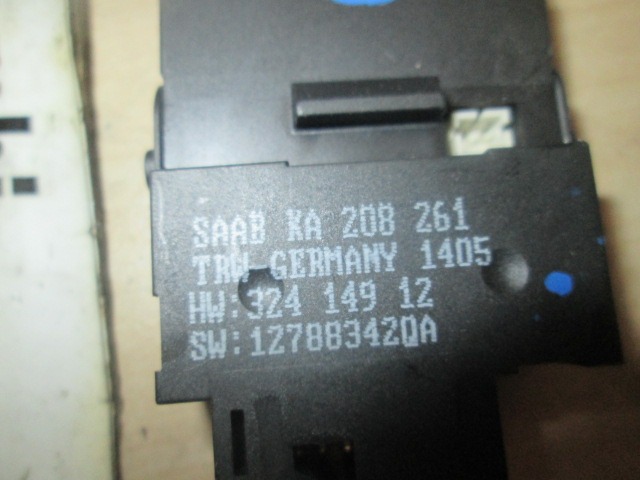 SAAB KA 208 261
TRW-GERMANY 1405
HW:324 149 12
SW:12788342QA